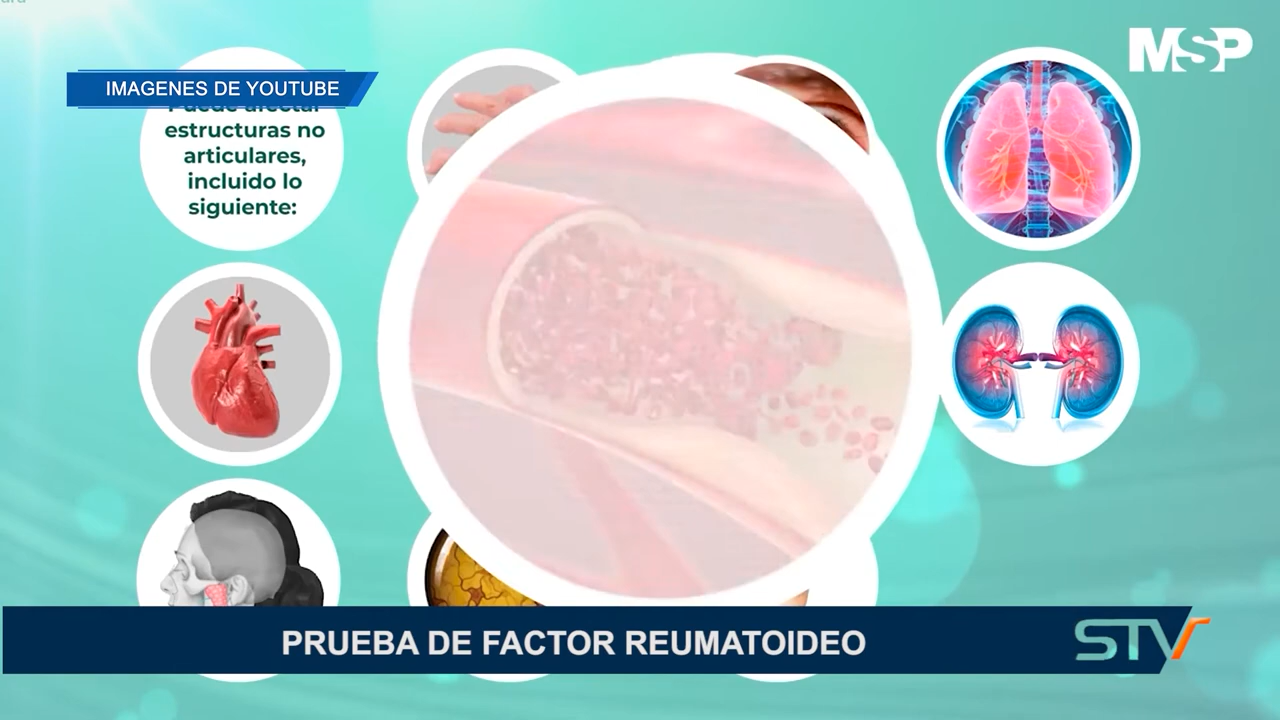 MSP
IMAGENES DE YOUTUBE
estructuras no
articulares,
incluido lo
siguiente:
PRUEBA DE FACTOR REUMATOIDEO
STV